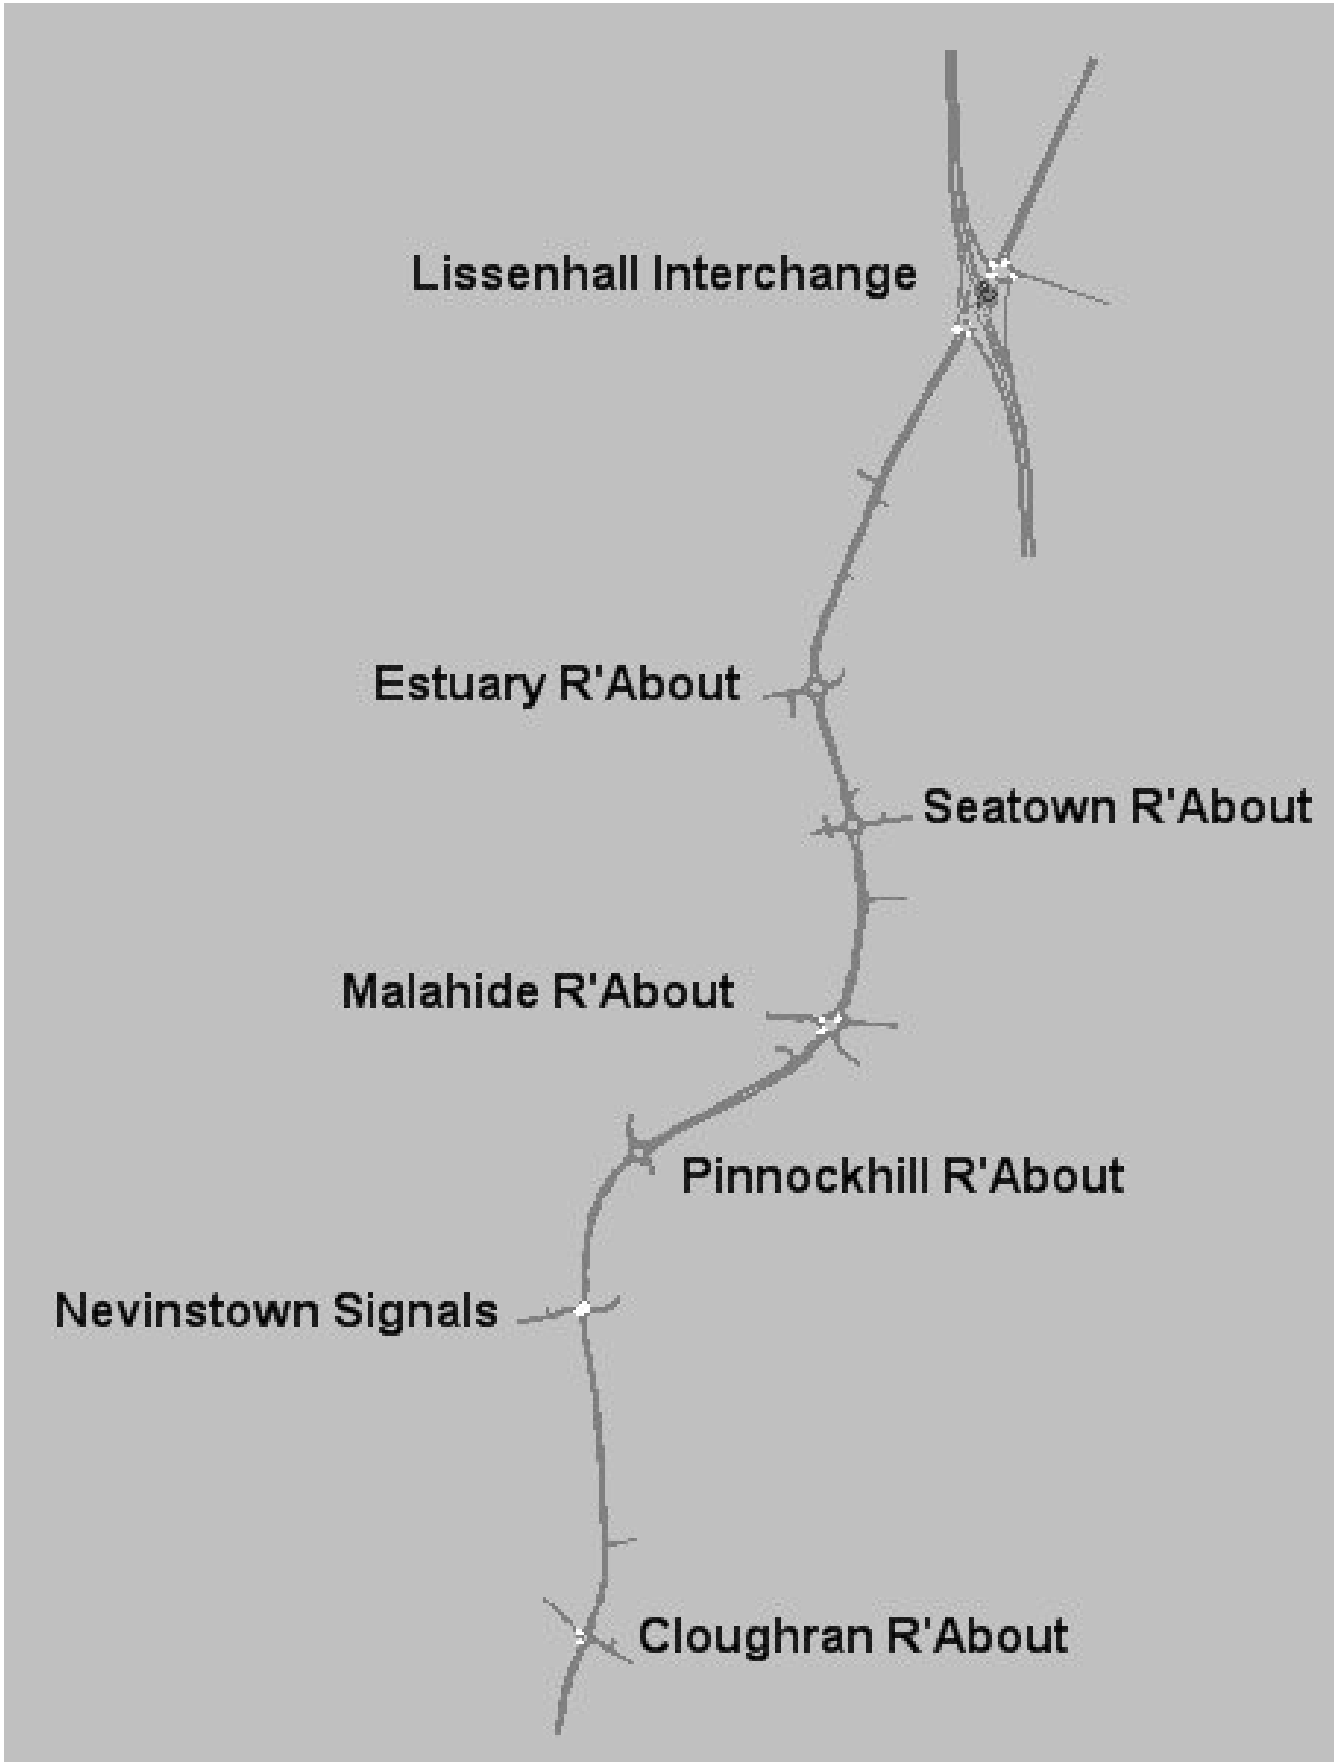 Lissenhall Interchange
Estuary R'About
Seatown R'About
Malahide R'About
Pinnockhill R'About
Nevinstown Signals
Cloughran R'About